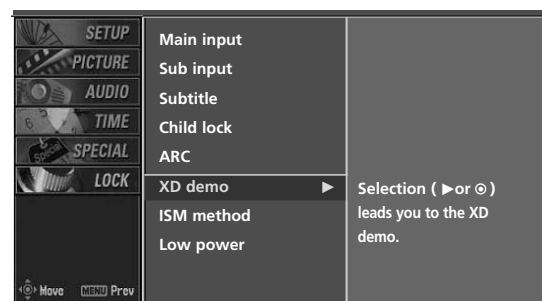 SETUP
PICTURE
AUDIO
TIME
SPECIAL
LOCK
Move MENU Prev
Main input
Sub input
Subtitle
Child lock
ARC
XD demo ▶
ISM method
Low power
Selection ( ▶or ⊙ )
leads you to the XD
demo.